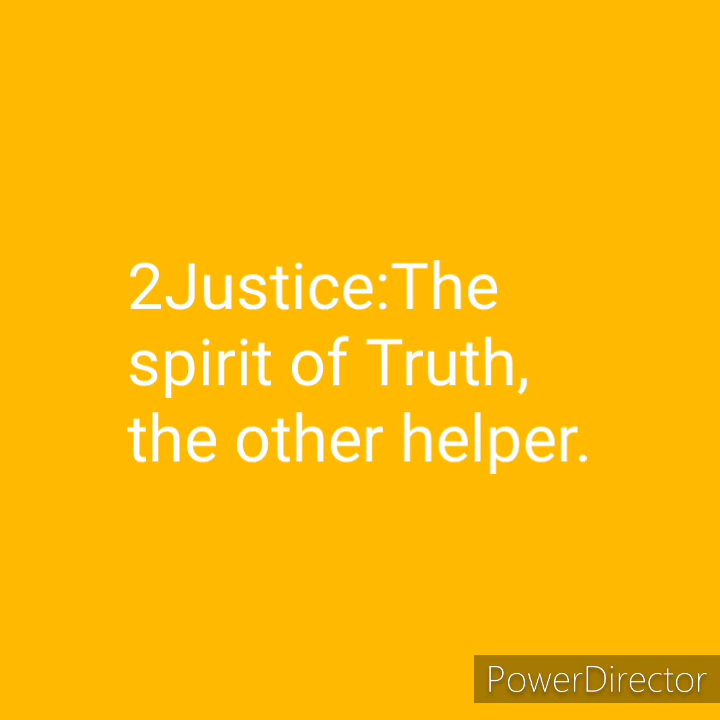 2Justice:The
spirit of Truth,
the other helper.
PowerDirector